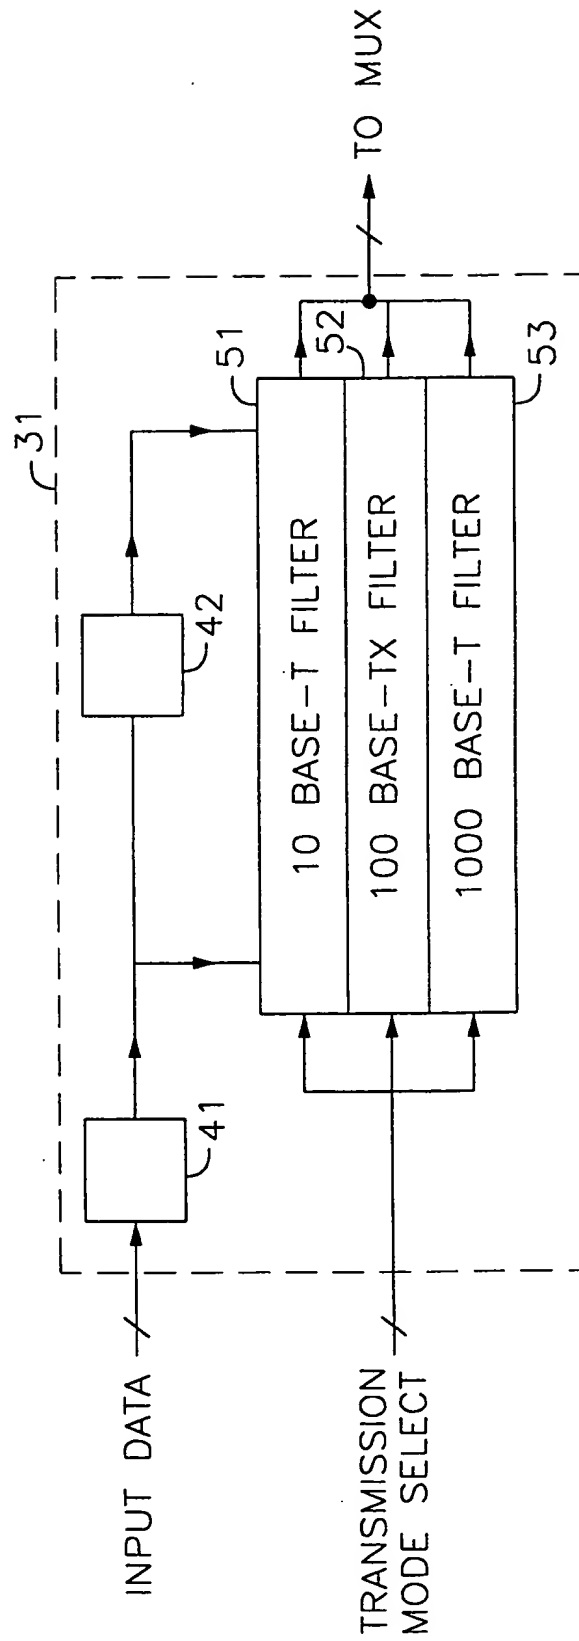 31
INPUT DATA
41
42
51
52
53
10 BASE-T FILTER
100 BASE-TX FILTER
1000 BASE-T FILTER
TO MUX
TRANSMISSION
MODE SELECT